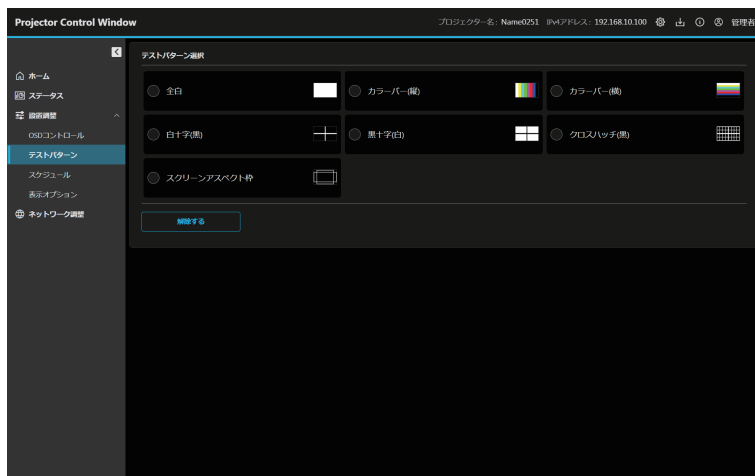 Projector Control Window
プロジェクター名: Name0251 IPv4アドレス: 192.168.10.100 管理者
ホーム
ステータス
設置調整
OSDコントロール
テストパターン
スケジュール
表示オプション
ネットワーク調整
テストパターン選択
全白 カラーバー(縦) カラーバー(横)
白十字(黒) 黒十字(白) クロスハッチ(黒)
スクリーンアスペクト枠
解除する